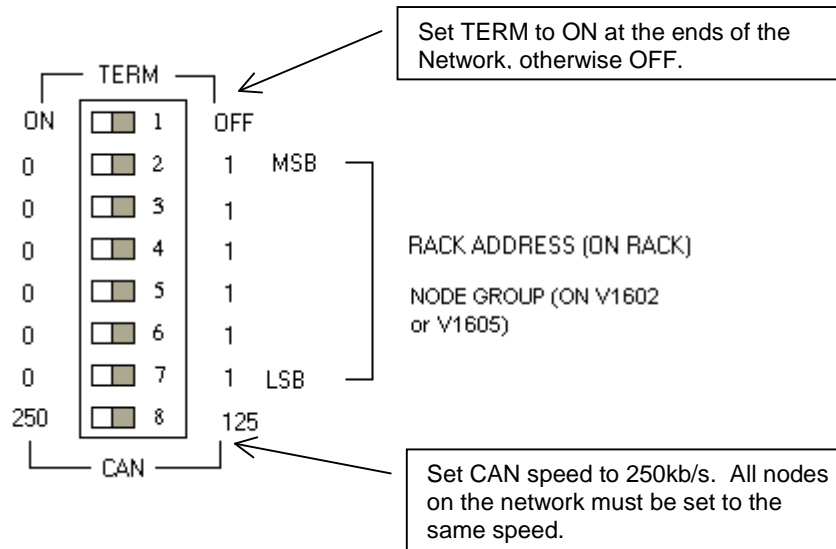 Set TERM to ON at the ends of the
Network, otherwise OFF.
TERM
ON 1 OFF
0 2 1 MSB
0 3 1
0 4 1
0 5 1
0 6 1
0 7 1 LSB
250 8 125
CAN
RACK ADDRESS (ON RACK)
NODE GROUP (ON V1602
or V1605)
Set CAN speed to 250kb/s. All nodes
on the network must be set to the
same speed.